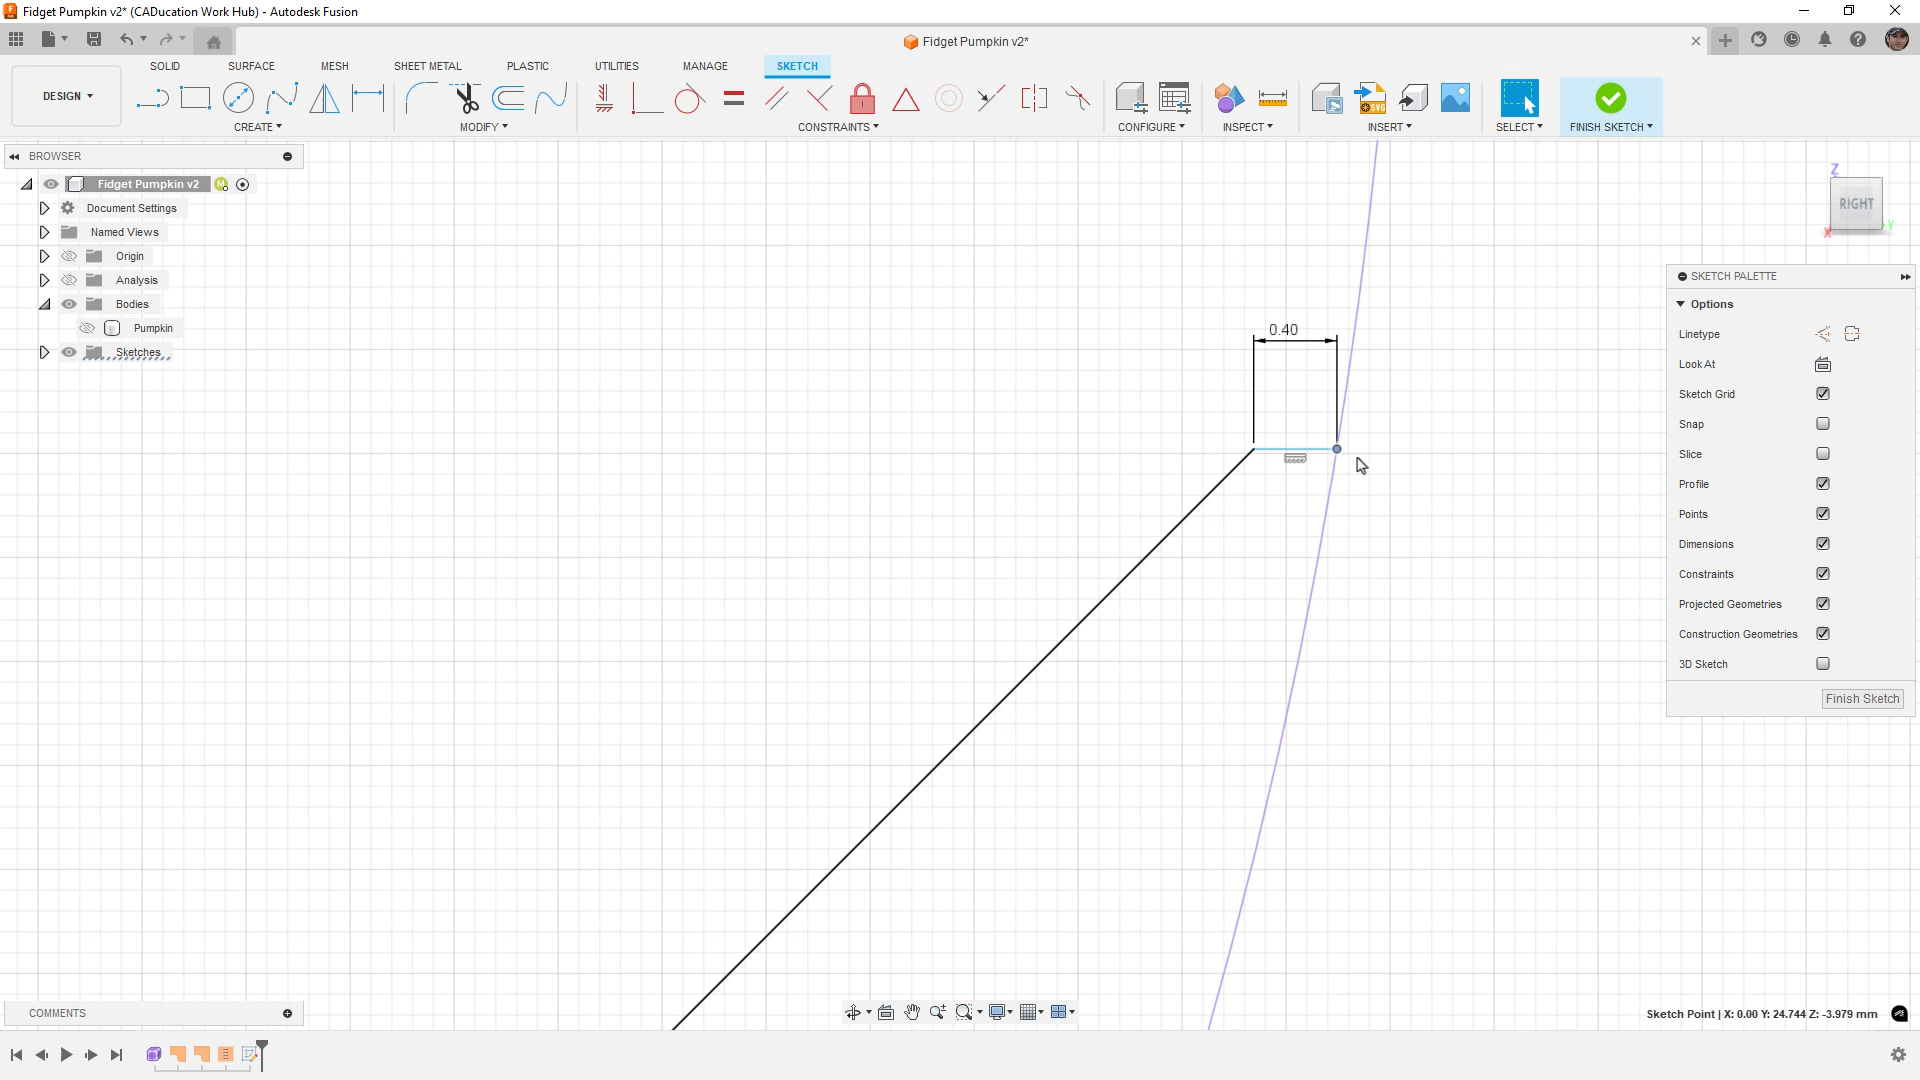 Fidget Pumpkin v2* (CADucation Work Hub) - Autodesk Fusion
Fidget Pumpkin v2*
SOLID SURFACE MESH SHEET METAL PLASTIC UTILITIES MANAGE SKETCH
DESIGN
CREATE MODIFY CONSTRAINTS CONFIGURE INSPECT INSERT SELECT FINISH SKETCH
SVG
BROWSER
Fidget Pumpkin v2
Document Settings
Named Views
Origin
Analysis
Bodies
Pumpkin
Sketches
0.40
Z
RIGHT
X
Y
SKETCH PALETTE
Options
Linetype
Look At
Sketch Grid
Snap
Slice
Profile
Points
Dimensions
Constraints
Projected Geometries
Construction Geometries
3D Sketch
Finish Sketch
COMMENTS
Sketch Point | X: 0.00 Y: 24.744 Z: -3.979 mm